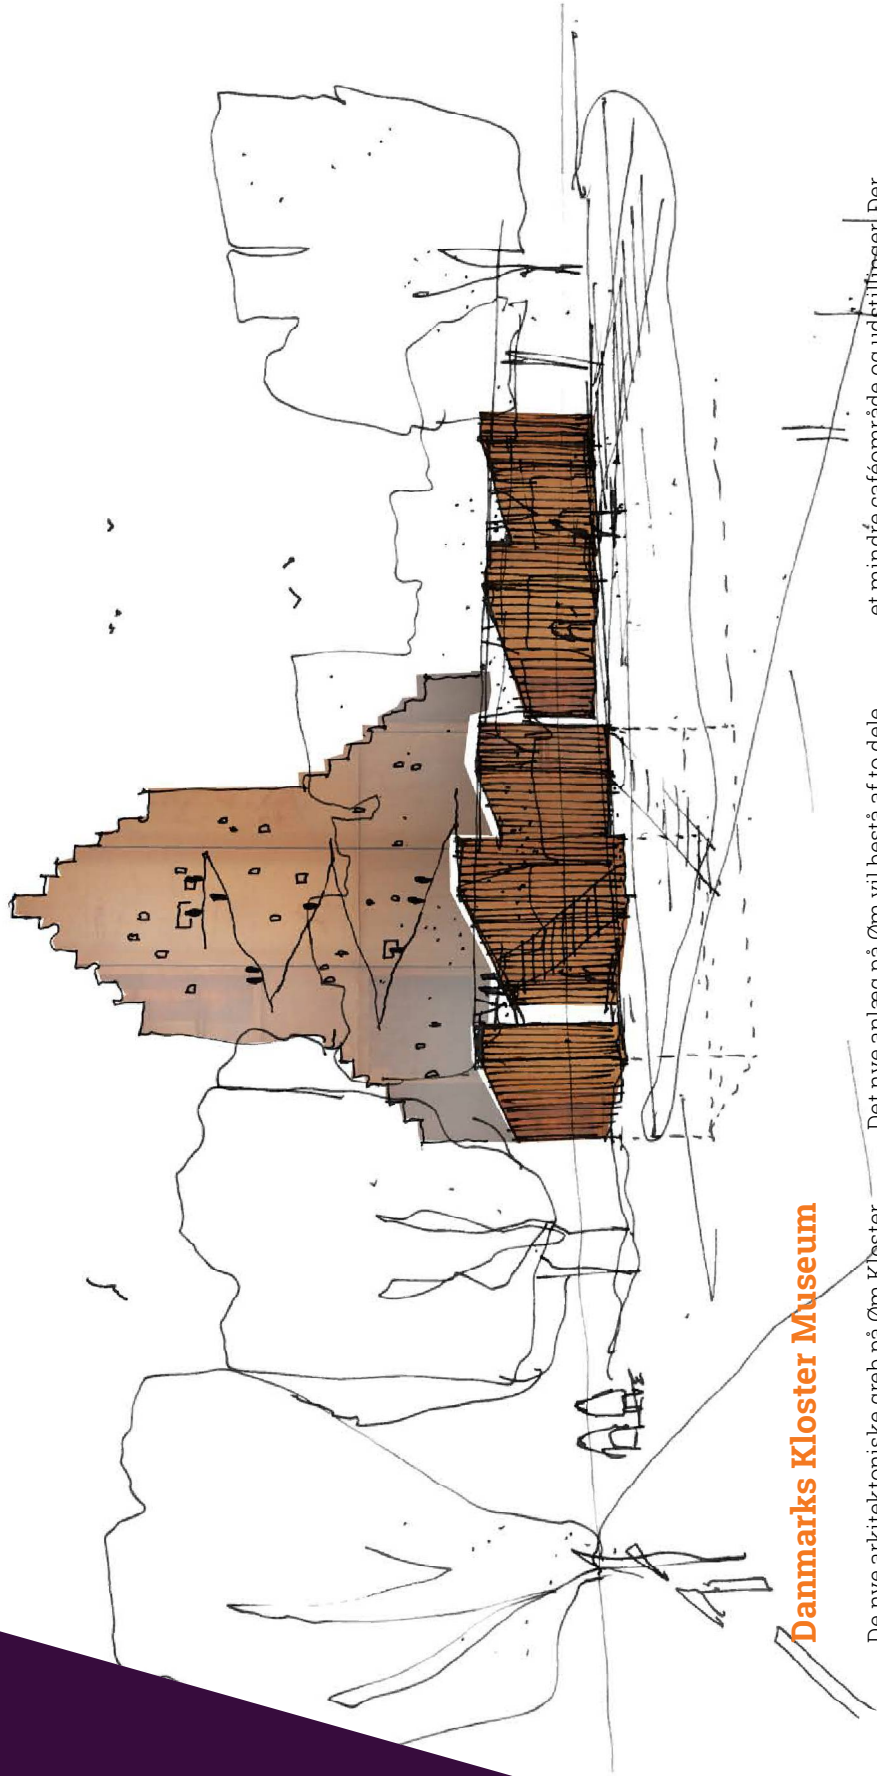 Danmarks Kloster Museum
De nye arkitektoniske greb på Øm Kloster
Det nye anlæg på Øm vil bestå af to dele
et mindre caféområde og udstillinger. Der